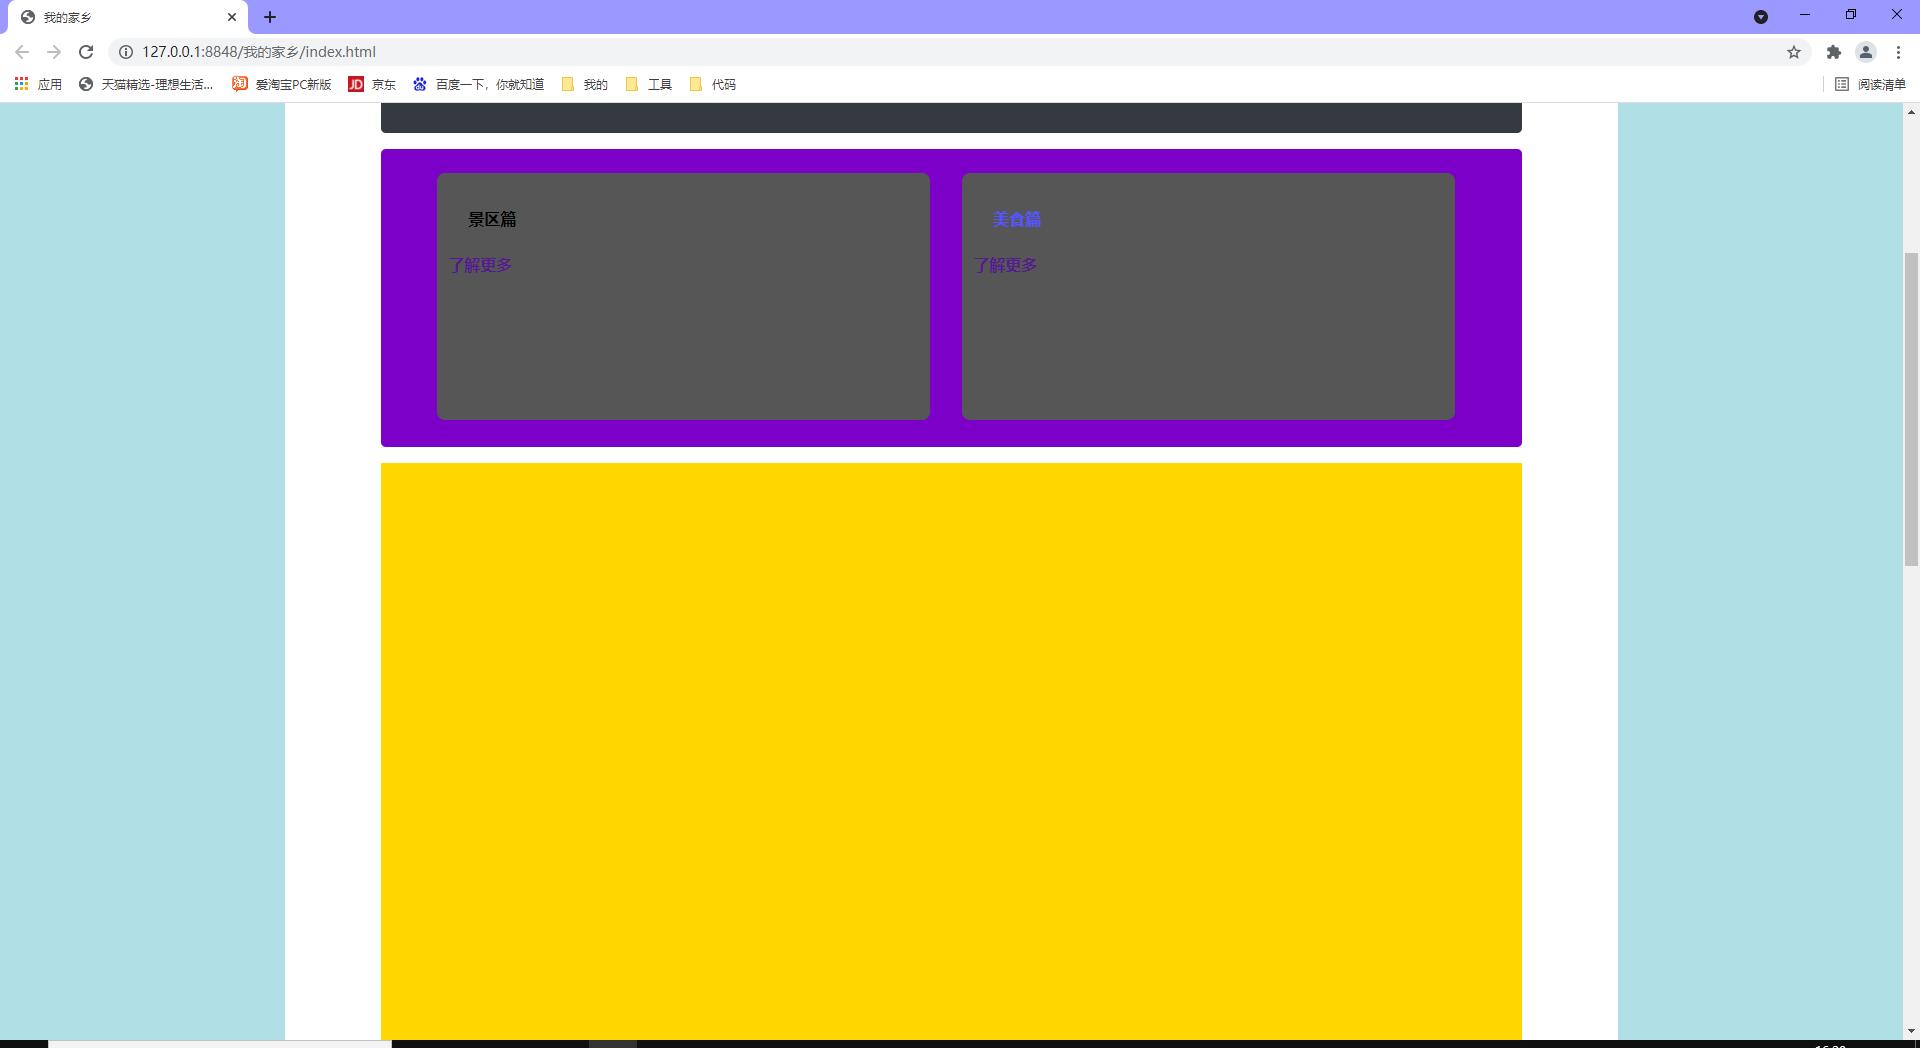 我的家乡
127.0.0.1:8848/我的家乡/index.html
应用 天猫精选-理想生活... 爱淘宝PC新版 JD 京东 百度一下，你就知道 我的 工具 代码 阅读清单
景区篇 美食篇
了解更多 了解更多